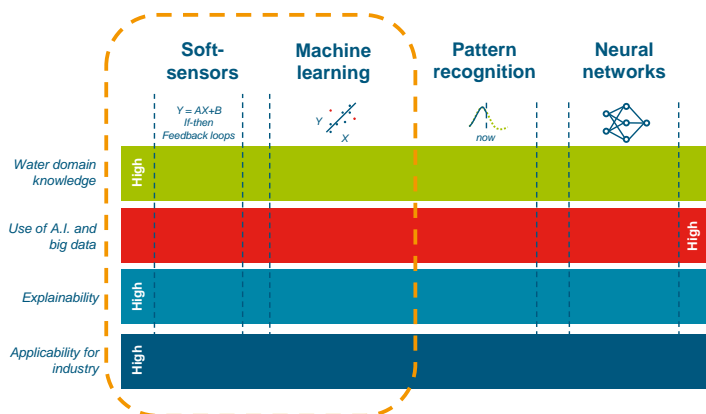 Soft-
sensors
Machine
learning
Pattern
recognition
Neural
networks
Y = AX+B
If-then
Feedback loops
Y
X
now
Water domain
knowledge
High
Use of A.I. and
big data
High
Explainability
High
Applicability for
industry
High